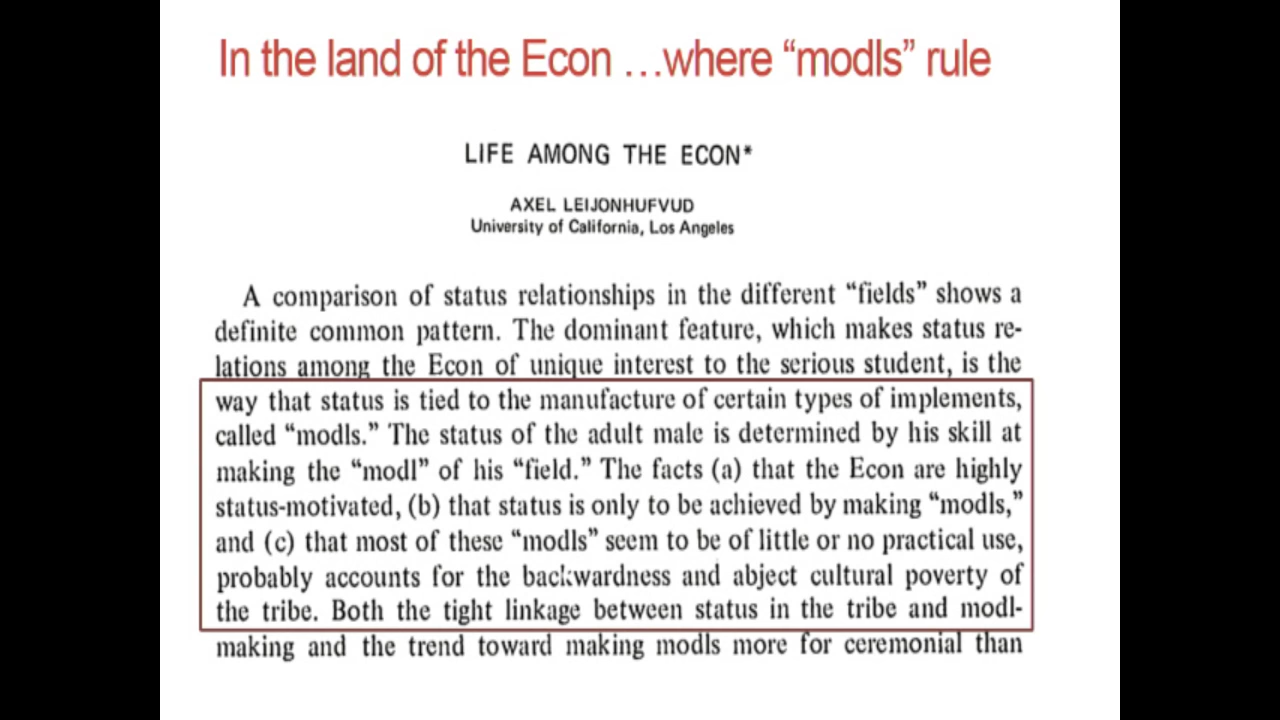 In the land of the Econ ...where “modls” rule
LIFE AMONG THE ECON*
AXEL LEIJONHUFVUD
University of California, Los Angeles
A comparison of status relationships in the different “fields” shows a
definite common pattern. The dominant feature, which makes status re-
lations among the Econ of unique interest to the serious student, is the
way that status is tied to the manufacture of certain types of implements,
called “modls.” The status of the adult male is determined by his skill at
making the “modl” of his “field.” The facts (a) that the Econ are highly
status-motivated, (b) that status is only to be achieved by making “modls,”
and (c) that most of these “modls” seem to be of little or no practical use,
probably accounts for the backwardness and abject cultural poverty of
the tribe. Both the tight linkage between status in the tribe and modl-
making and the trend toward making modls more for ceremonial than